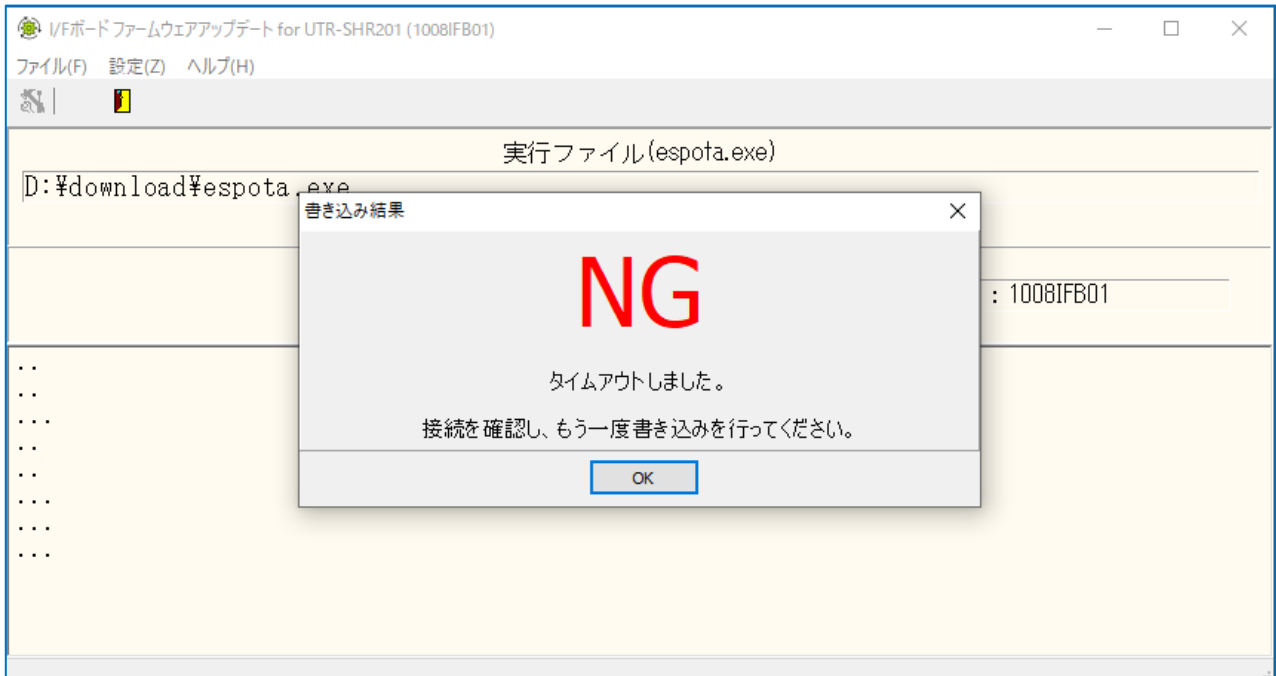 I/Fボード ファームウェアアップデート for UTR-SHR201 (1008IFB01)
ファイル(F) 設定(Z) ヘルプ(H)
実行ファイル(espota.exe)
D:¥download¥espota.exe
書き込み結果
NG
: 1008IFB01
タイムアウトしました。
接続を確認し、もう一度書き込みを行ってください。
OK
..
..
...
..
..
...
...
...